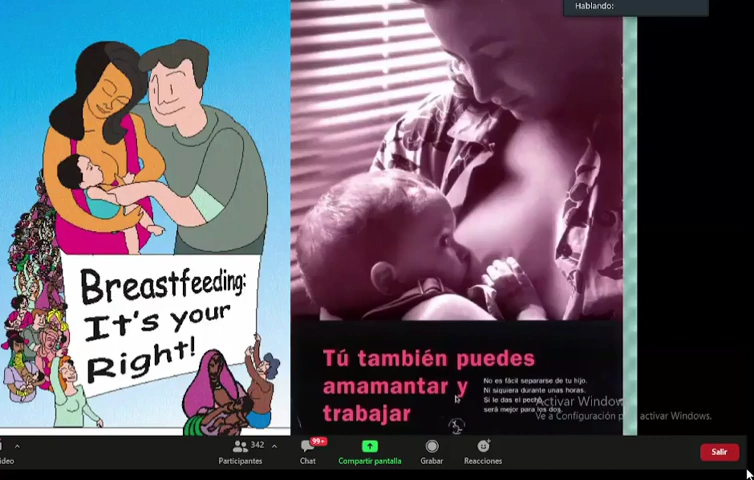 Hablando:
Breastfeeding:
It's your
Right!
Tú también puedes
amamantar y
trabajar
No es fácil separarse de tu hijo.
Ni siquiera durante unas horas.
Si le das el pecho,
será mejor para los dos.
Activar Windows
Ve a Configuración para activar Windows.
342
99+
Participantes
Chat
Compartir pantalla
Grabar
Reacciones
Salir